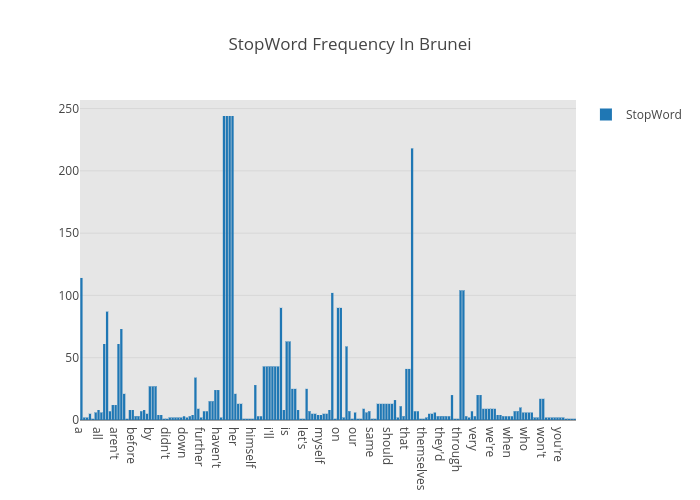 StopWord Frequency In Brunei
StopWord
250
200
150
100
50
0
a
all
aren't
before
by
didn't
down
further
haven't
her
himself
i'll
is
let's
myself
on
our
same
should
that
themselves
they'd
through
very
we're
when
who
won't
you're